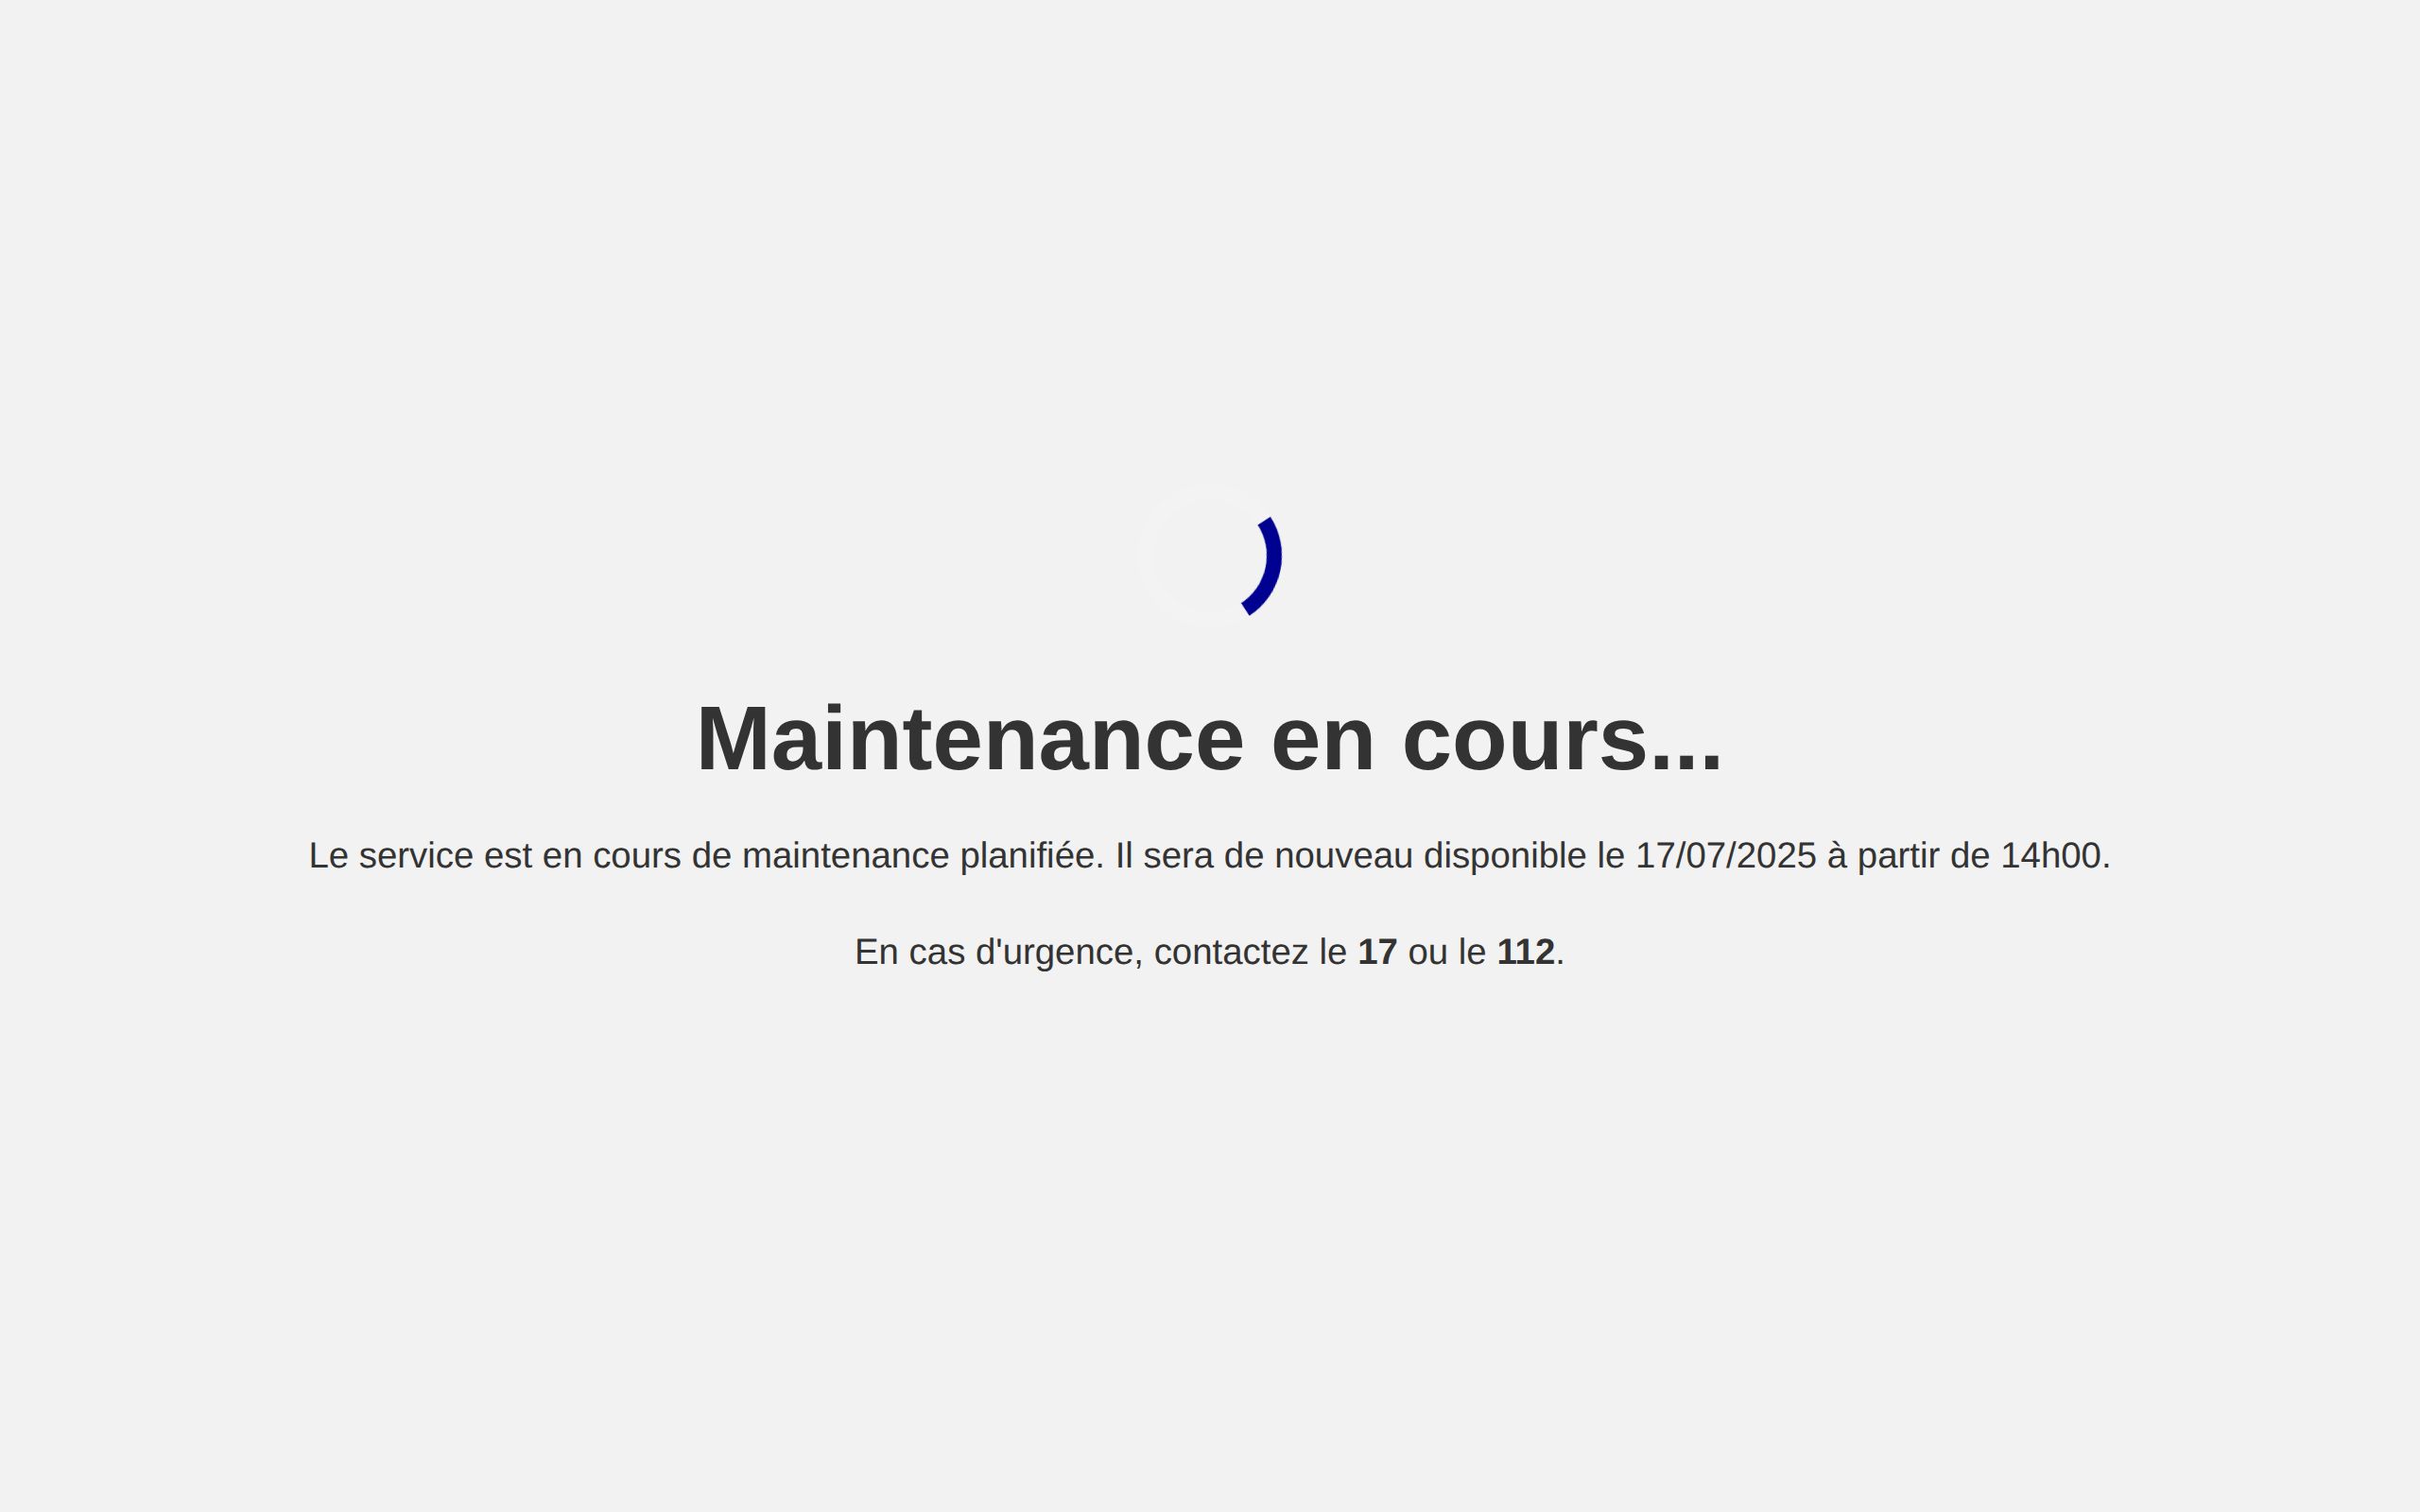 Maintenance en cours...
Le service est en cours de maintenance planifiée. Il sera de nouveau disponible le 17/07/2025 à partir de 14h00.
En cas d'urgence, contactez le 17 ou le 112.